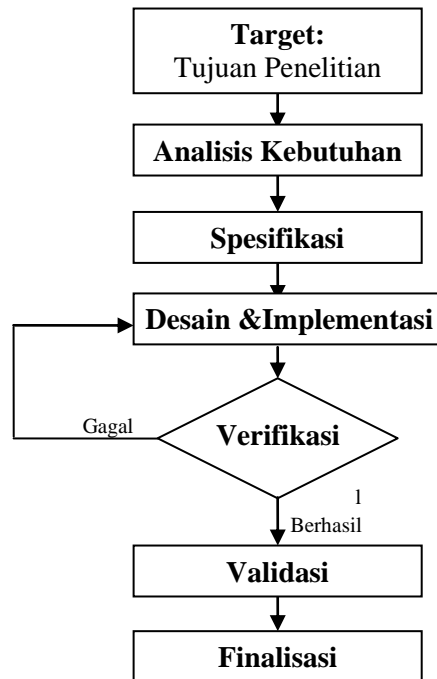 Target:
Tujuan Penelitian
Analisis Kebutuhan
Spesifikasi
Desain &Implementasi
Gagal
Verifikasi
1
Berhasil
Validasi
Finalisasi